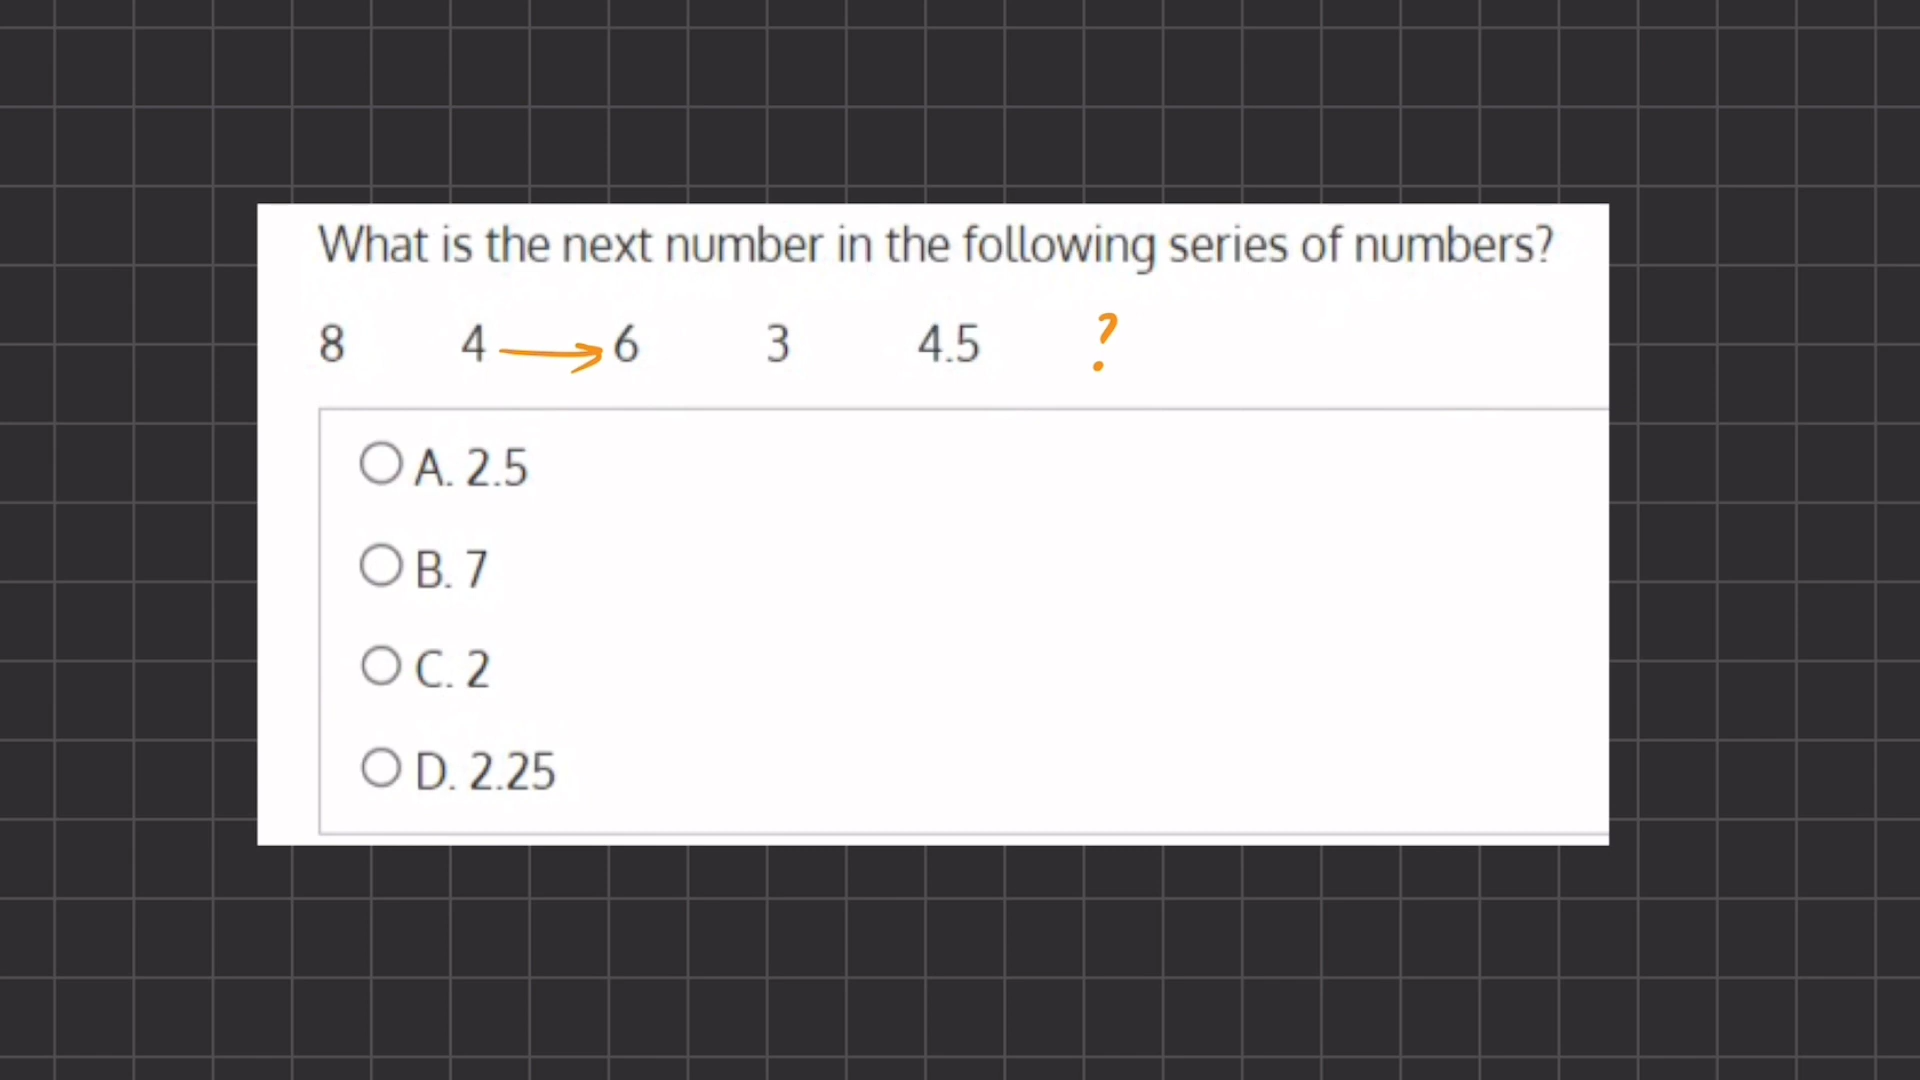 What is the next number in the following series of numbers?
8 4 6 3 4.5 ?
A. 2.5
B. 7
C. 2
D. 2.25